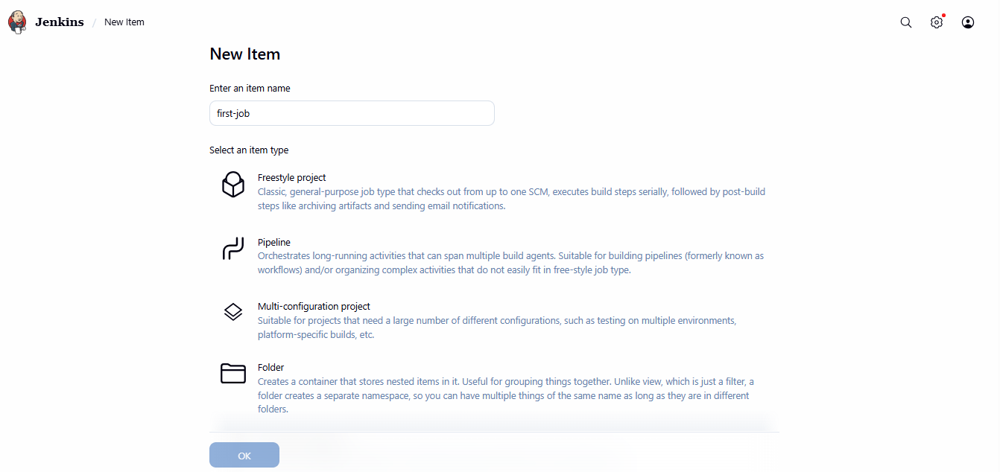 Jenkins / New Item
New Item
Enter an item name
first-job
Select an item type
Freestyle project
Classic, general-purpose job type that checks out from up to one SCM, executes build steps serially, followed by post-build
steps like archiving artifacts and sending email notifications.
Pipeline
Orchestrates long-running activities that can span multiple build agents. Suitable for building pipelines (formerly known as
workflows) and/or organizing complex activities that do not easily fit in free-style job type.
Multi-configuration project
Suitable for projects that need a large number of different configurations, such as testing on multiple environments,
platform-specific builds, etc.
Folder
Creates a container that stores nested items in it. Useful for grouping things together. Unlike view, which is just a filter, a
folder creates a separate namespace, so you can have multiple things of the same name as long as they are in different
folders.
OK